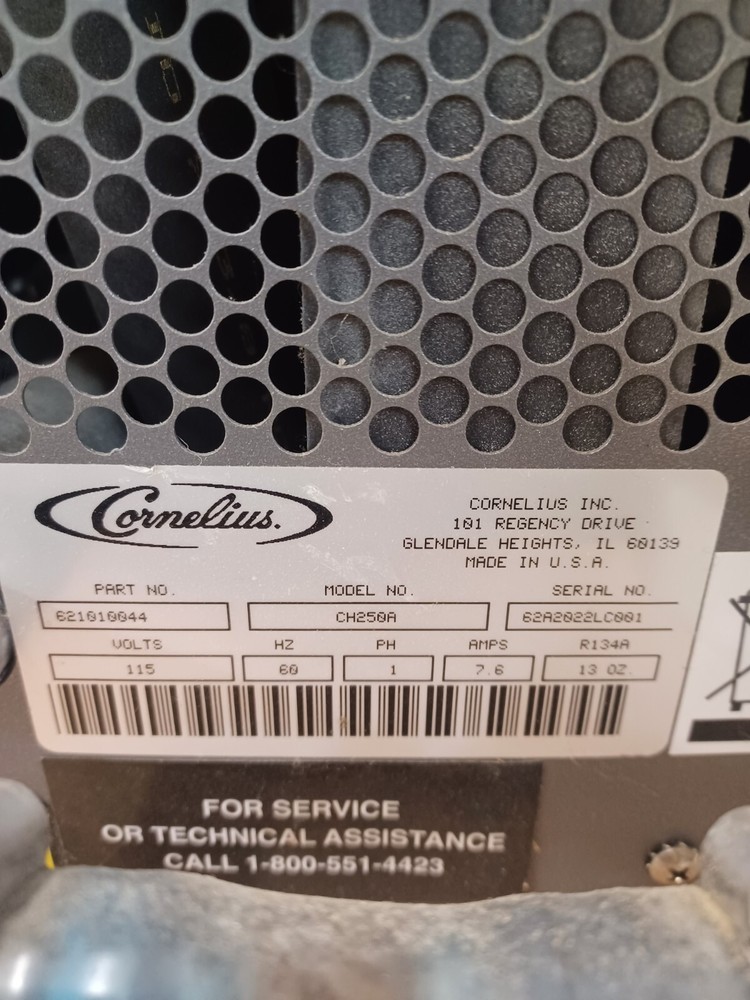 Cornelius.
CORNELIUS INC.
101 REGENCY DRIVE
GLENDALE HEIGHTS, IL 60139
MADE IN U.S.A.
PART NO. MODEL NO. SERIAL NO.
621010044 CH250A 62A2022LC001
VOLTS HZ PH AMPS R134A
115 60 1 7.6 13 OZ.
FOR SERVICE
OR TECHNICAL ASSISTANCE
CALL 1-800-551-4423